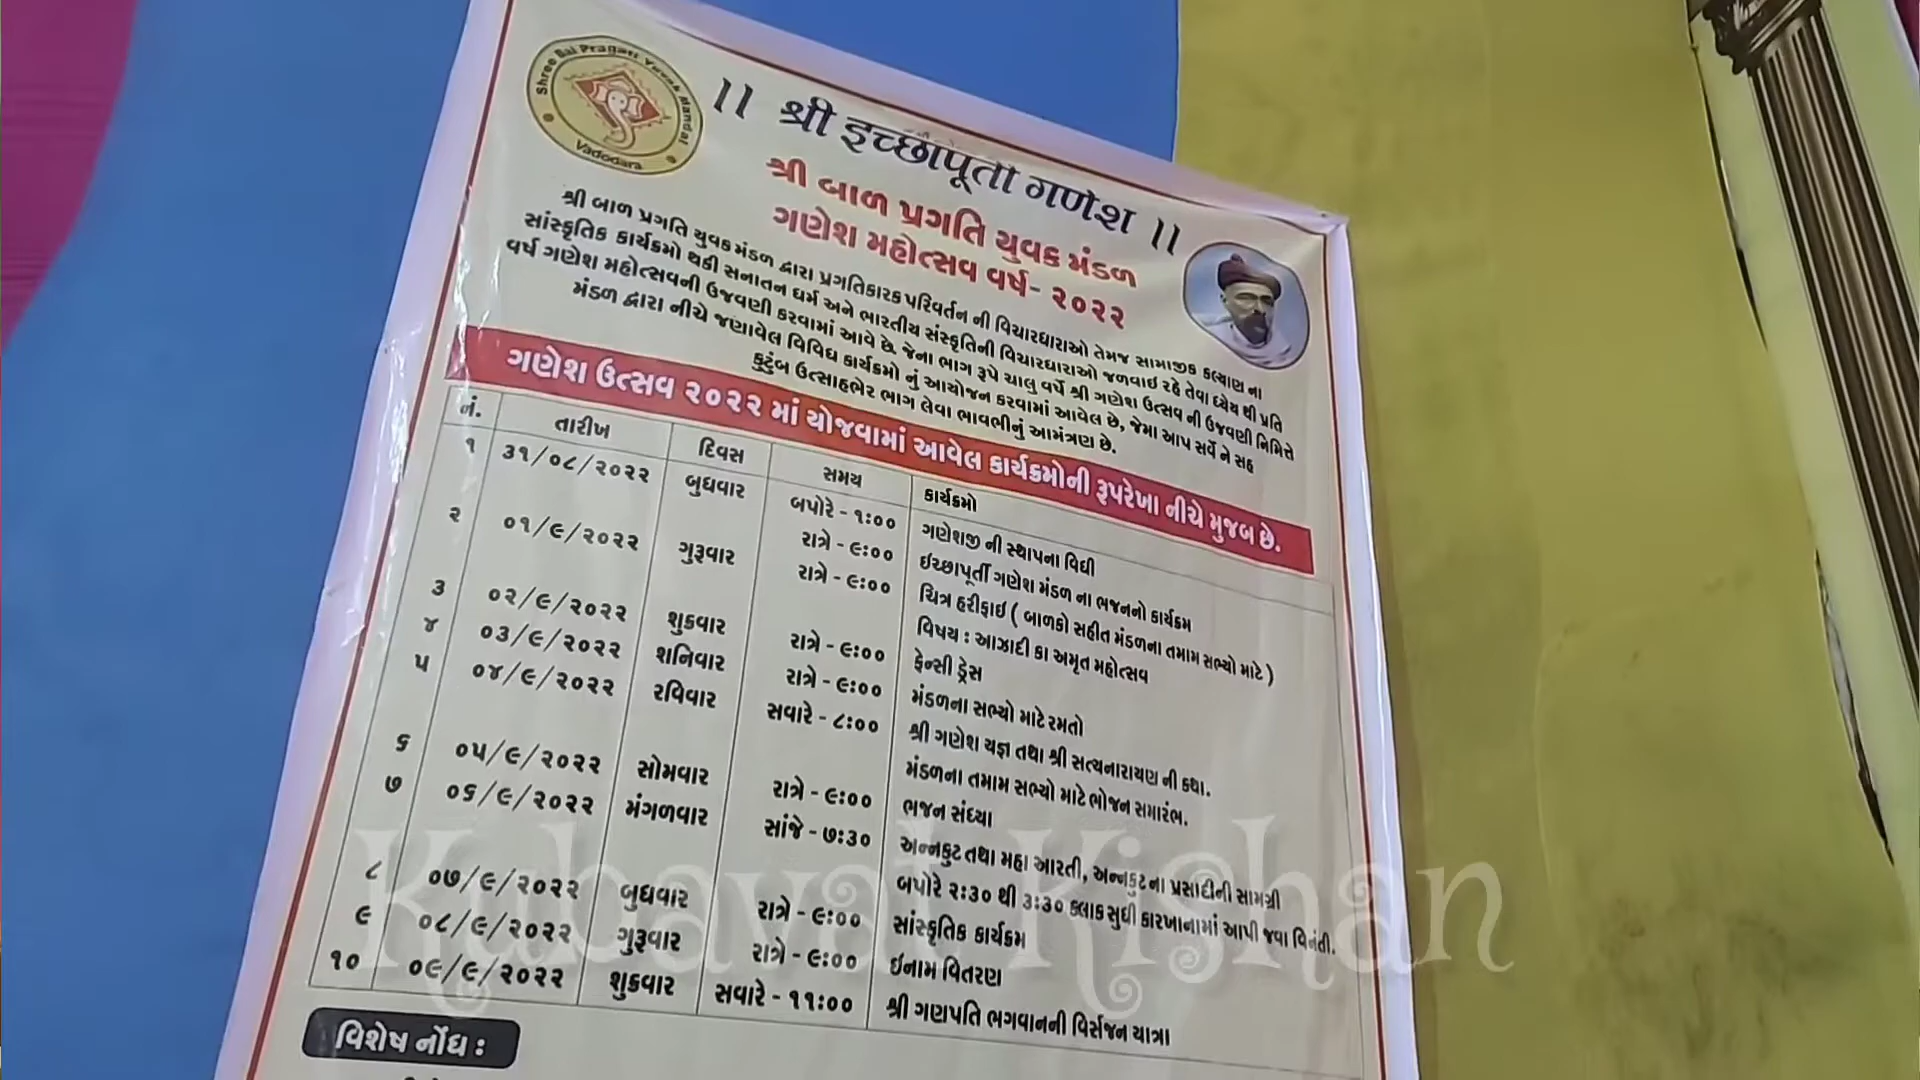 Shree Bal Pragati Yuvak Mandal
Vadodara
।। શ્રી ઇચ્છાપૂર્તી ગણેશ ।।
શ્રી બાળ પ્રગતિ યુવક મંડળ
ગણેશ મહોત્સવ વર્ષ- ૨૦૨૨
શ્રી બાળ પ્રગતિ યુવક મંડળ દ્વારા પ્રગતિકારક પરિવર્તન ની વિચારધારાઓ તેમજ સામાજીક કલ્યાણ ના
સાંસ્કૃતિક કાર્યક્રમો થકી સનાતન ધર્મ અને ભારતીય સંસ્કૃતિની વિચારધારાઓ જળવાઇ રહે તેવા ધ્યેય થી પ્રતિ
વર્ષ ગણેશ મહોત્સવની ઉજવણી કરવામાં આવે છે. જેના ભાગ રૂપે ચાલુ વર્ષે શ્રી ગણેશ ઉત્સવ ની ઉજવણી નિમિત્તે
મંડળ દ્વારા નીચે જણાવેલ વિવિધ કાર્યક્રમો નું આયોજન કરવામાં આવેલ છે, જેમા આપ સર્વે ને સહ
કુટુંબ ઉત્સાહભેર ભાગ લેવા ભાવભીનું આમંત્રણ છે.
ગણેશ ઉત્સવ ૨૦૨૨ માં યોજવામાં આવેલ કાર્યક્રમોની રૂપરેખા નીચે મુજબ છે.
નં. તારીખ દિવસ સમય કાર્યક્રમો
૧ ૩૧/૦૮/૨૦૨૨ બુધવાર બપોરે - ૧:૦૦ ગણેશજી ની સ્થાપના વિધી
રાત્રે - ૯:૦૦ ઈચ્છાપૂર્તી ગણેશ મંડળ ના ભજનનો કાર્યક્રમ
૨ ૦૧/૯/૨૦૨૨ ગુરૂવાર રાત્રે - ૯:૦૦ ચિત્ર હરીફાઇ ( બાળકો સહીત મંડળના તમામ સભ્યો માટે )
વિષય : આઝાદી કા અમૃત મહોત્સવ
૩ ૦૨/૯/૨૦૨૨ શુક્રવાર રાત્રે - ૯:૦૦ ફેન્સી ડ્રેસ
૪ ૦૩/૯/૨૦૨૨ શનિવાર રાત્રે - ૯:૦૦ મંડળના સભ્યો માટે રમતો
૫ ૦૪/૯/૨૦૨૨ રવિવાર સવારે - ૮:૦૦ શ્રી ગણેશ યજ્ઞ તથા શ્રી સત્યનારાયણ ની કથા.
મંડળના તમામ સભ્યો માટે ભોજન સમારંભ.
૬ ૦૫/૯/૨૦૨૨ સોમવાર રાત્રે - ૯:૦૦ ભજન સંધ્યા
૭ ૦૬/૯/૨૦૨૨ મંગળવાર સાંજે - ૭:૩૦ અન્નકુટ તથા મહા આરતી, અન્નકુટના પ્રસાદીની સામગ્રી
બપોરે ૨:૩૦ થી ૩:૩૦ ક્લાક સુધી કારખાનામાં આપી જવા વિનંતી.
૮ ૦૭/૯/૨૦૨૨ બુધવાર રાત્રે - ૯:૦૦ સાંસ્કૃતિક કાર્યક્રમ
૯ ૦૮/૯/૨૦૨૨ ગુરૂવાર રાત્રે - ૯:૦૦ ઈનામ વિતરણ
૧૦ ૦૯/૯/૨૦૨૨ શુક્રવાર સવારે - ૧૧:૦૦ શ્રી ગણપતિ ભગવાનની વિર્સજન યાત્રા
વિશેષ નોંધ :
Kubavat Kishan